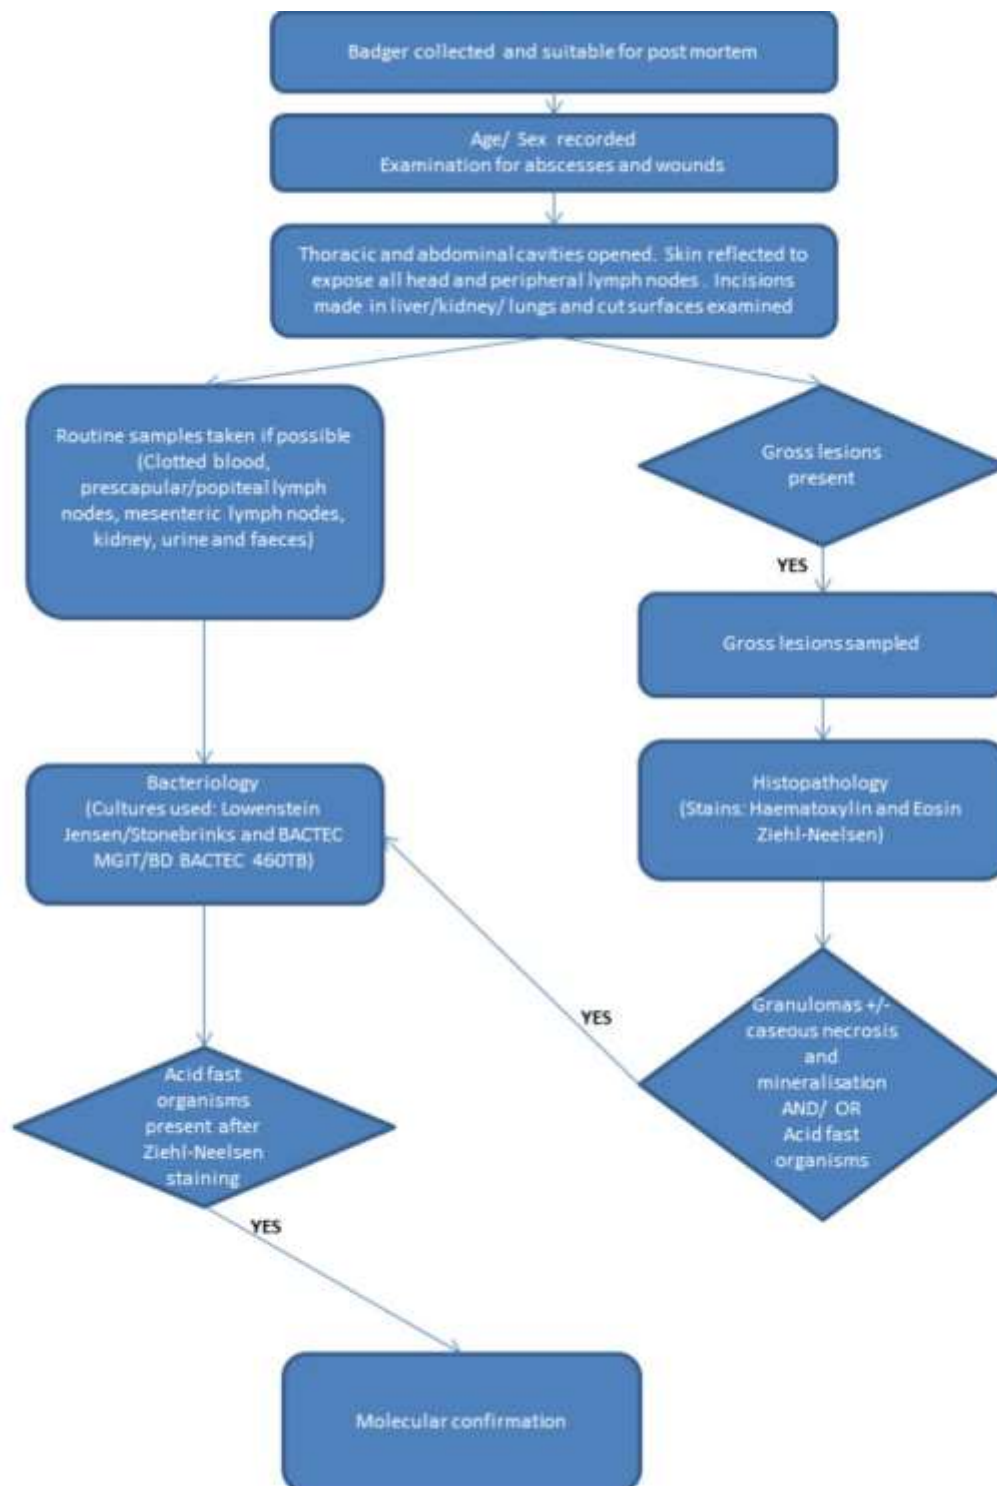 Badger collected and suitable for post mortem
Age/ Sex recorded
Examination for abscesses and wounds
Thoracic and abdominal cavities opened. Skin reflected to
expose all head and peripheral lymph nodes . Incisions
made in liver/kidney/ lungs and cut surfaces examined
Routine samples taken if possible
(Clotted blood,
prescapular/popiteal lymph
nodes, mesenteric lymph nodes,
kidney, urine and faeces)
Gross lesions
present
YES
Gross lesions sampled
Histopathology
(Stains: Haematoxylin and Eosin
Ziehl-Neelsen)
Bacteriology
(Cultures used: Lowenstein
Jensen/Stonebrinks and BACTEC
MGIT/BD BACTEC 460TB)
Granulomas +/-
caseous necrosis
and
mineralisation
AND/ OR
Acid fast
organisms
YES
Acid fast
organisms
present after
Ziehl-Neelsen
staining
YES
Molecular confirmation